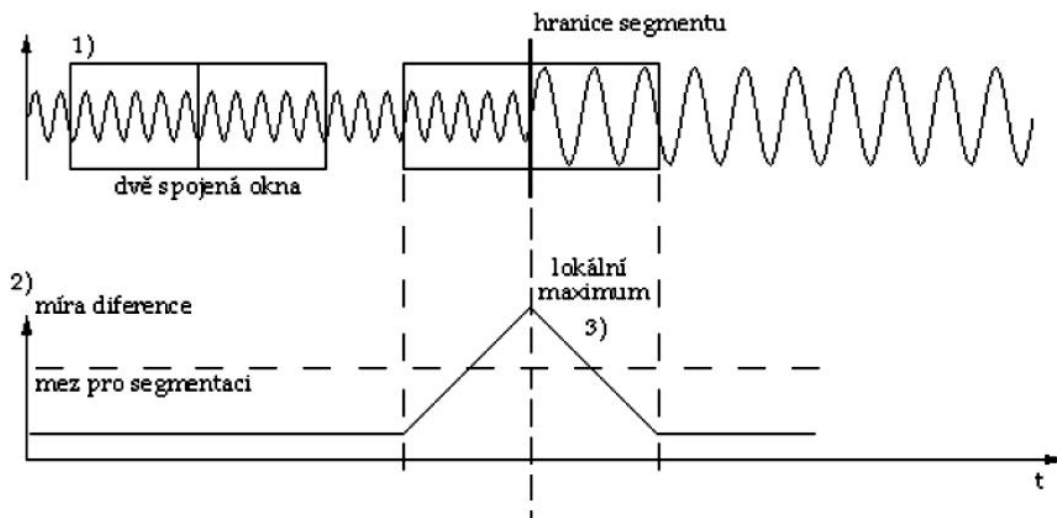 hranice segmentu
1)
dvě spojená okna
2)
míra diference
lokální
maximum
3)
mez pro segmentaci
t